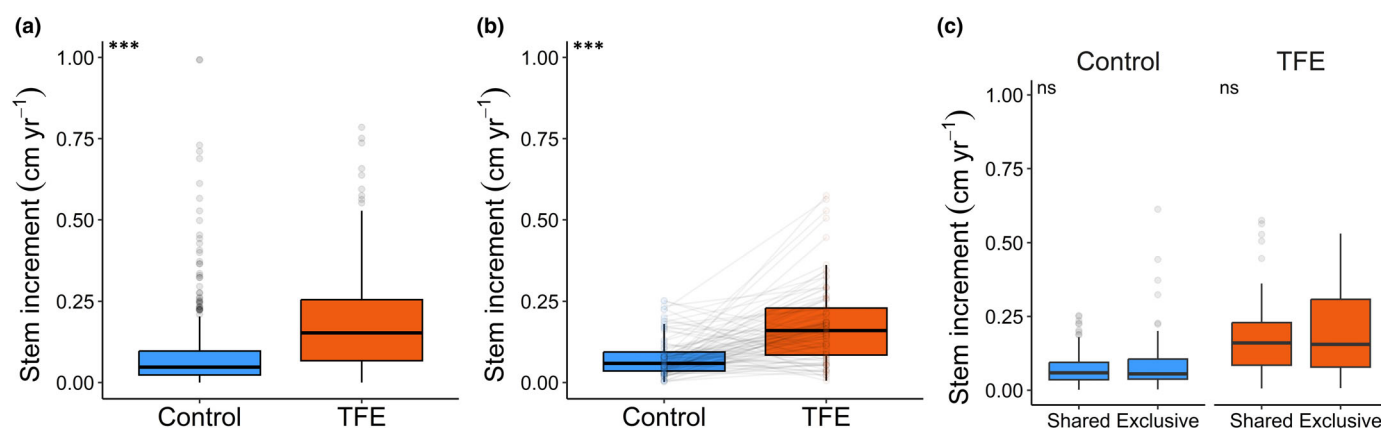 (a)
***
Stem increment (cm yr⁻¹)
1.00
0.75
0.50
0.25
0.00
Control TFE
(b)
***
Stem increment (cm yr⁻¹)
1.00
0.75
0.50
0.25
0.00
Control TFE
(c)
Control TFE
ns ns
Stem increment (cm yr⁻¹)
1.00
0.75
0.50
0.25
0.00
Shared Exclusive Shared Exclusive